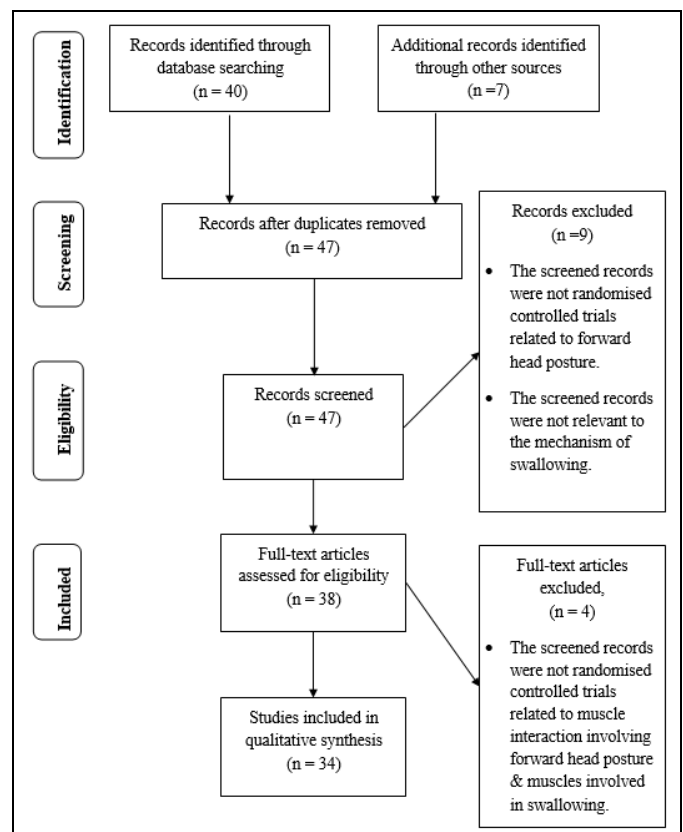 Identification
Records identified through
database searching
(n = 40)
Additional records identified
through other sources
(n =7)
Screening
Records after duplicates removed
(n = 47)
Records excluded
(n =9)
• The screened records
were not randomised
controlled trials
related to forward
head posture.
• The screened records
were not relevant to
the mechanism of
swallowing.
Eligibility
Records screened
(n = 47)
Included
Full-text articles
assessed for eligibility
(n = 38)
Full-text articles
excluded,
(n = 4)
• The screened records
were not randomised
controlled trials
related to muscle
interaction involving
forward head posture
& muscles involved
in swallowing.
Studies included in
qualitative synthesis
(n = 34)